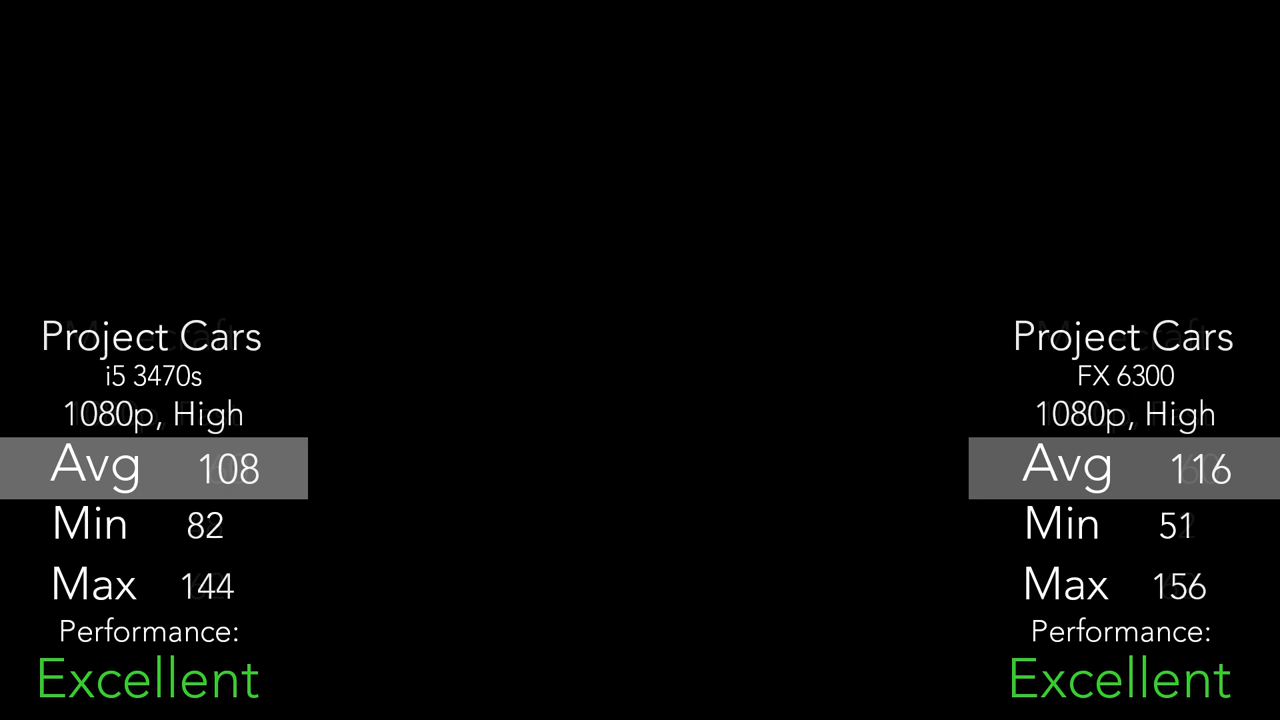 Project Cars
i5 3470s
1080p, High
Avg 108
Min 82
Max 144
Performance:
Excellent
Project Cars
FX 6300
1080p, High
Avg 116
Min 51
Max 156
Performance:
Excellent